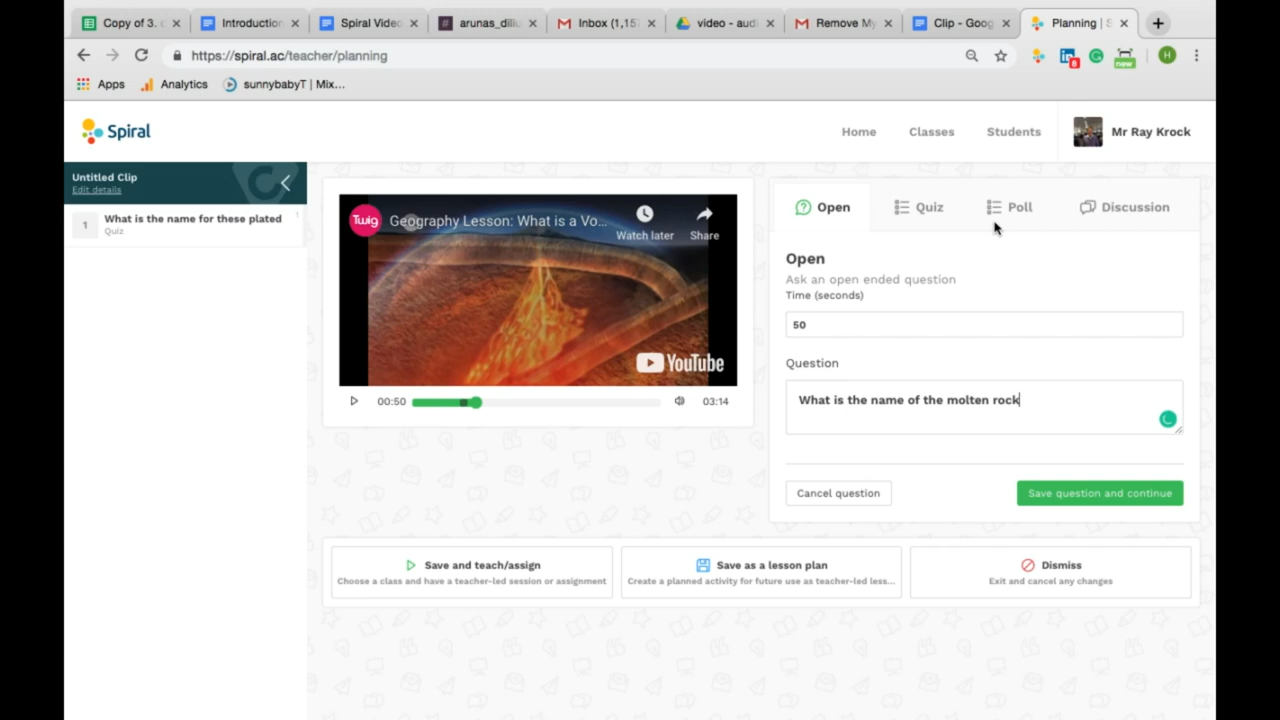 Copy of 3.
Introduction
Spiral Vide
arunas_dili
Inbox (1,15
video - aud
Remove My
Clip - Goog
Planning | S
https://spiral.ac/teacher/planning
8
new
H
Apps
Analytics
sunnybabyT | Mix...
Spiral
Home
Classes
Students
Mr Ray Krock
Untitled Clip
Edit details
1
What is the name for these plated
Quiz
Twig
Geography Lesson: What is a Vo...
Watch later
Share
YouTube
00:50
03:14
Open
Quiz
Poll
Discussion
Open
Ask an open ended question
Time (seconds)
50
Question
What is the name of the molten rock
Cancel question
Save question and continue
Save and teach/assign
Choose a class and have a teacher-led session or assignment
Save as a lesson plan
Create a planned activity for future use as teacher-led less...
Dismiss
Exit and cancel any changes